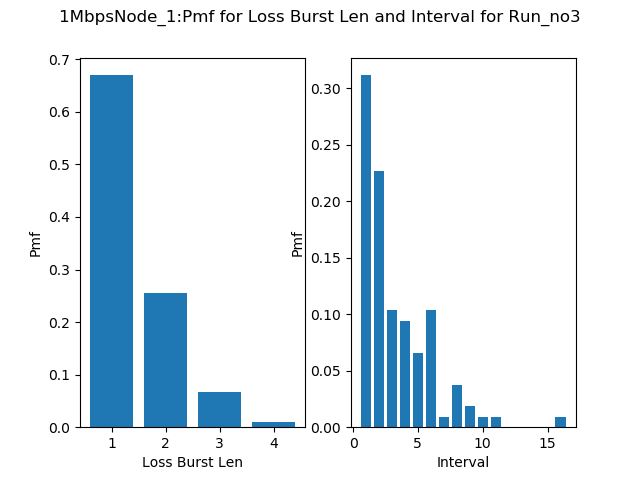 1MbpsNode_1:Pmf for Loss Burst Len and Interval for Run_no3
0.7
0.6
0.5
0.4
0.3
0.2
0.1
0.0
Pmf
1 2 3 4
Loss Burst Len
0.30
0.25
0.20
0.15
0.10
0.05
0.00
Pmf
0 5 10 15
Interval